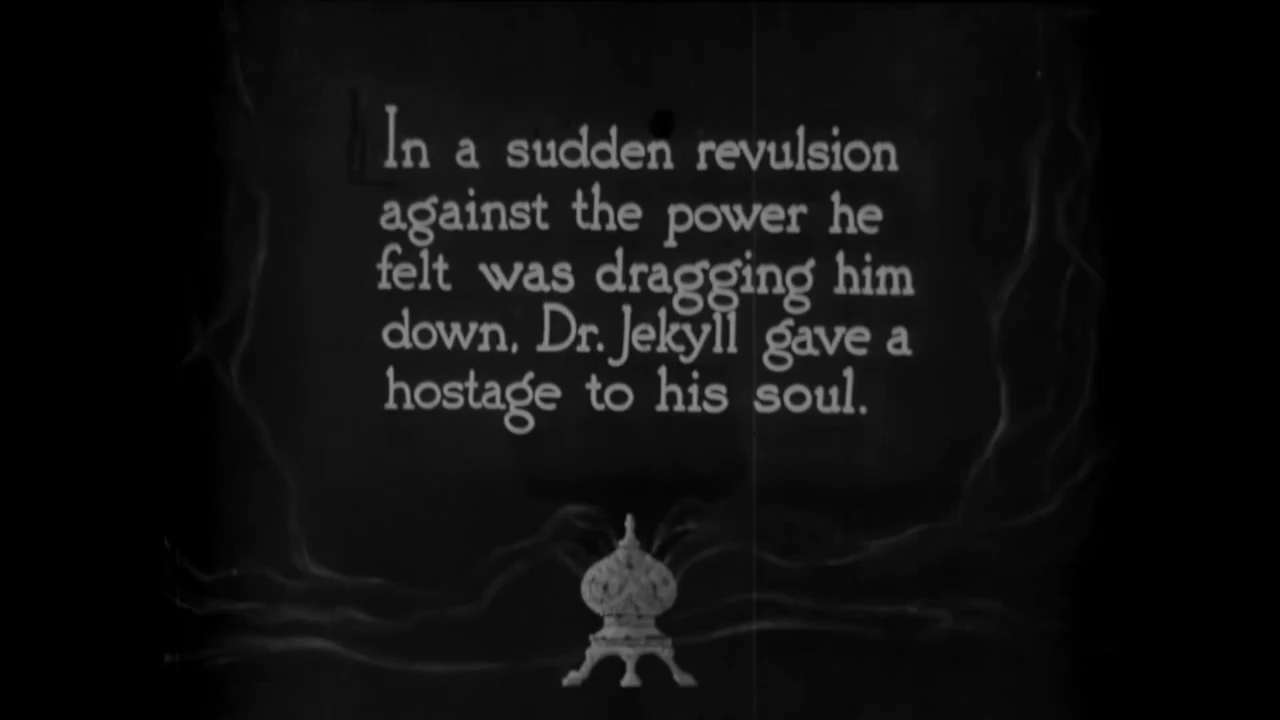 In a sudden revulsion
against the power he
felt was dragging him
down, Dr. Jekyll gave a
hostage to his soul.